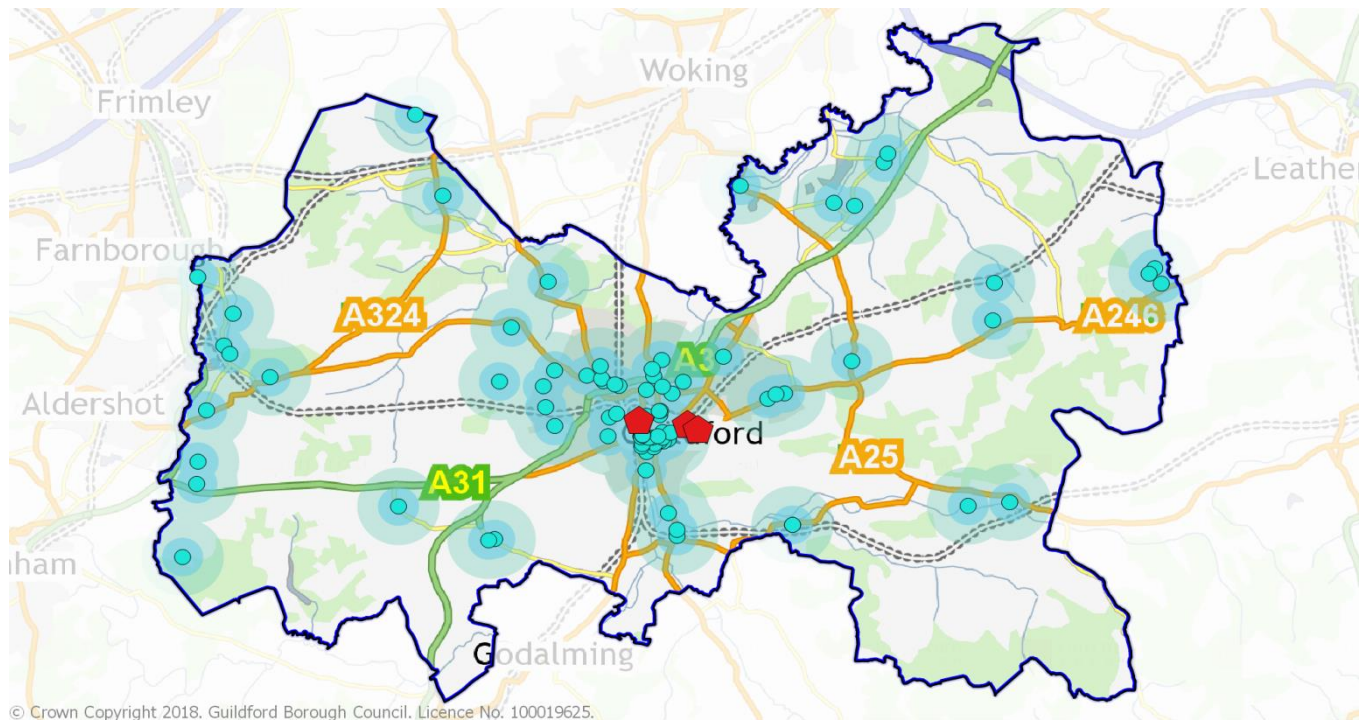 Woking
Frimley
Leather
Farnborough
A324
A246
A3
Aldershot
ford
A25
A31
ham
Godalming
© Crown Copyright 2018. Guildford Borough Council. Licence No. 100019625.